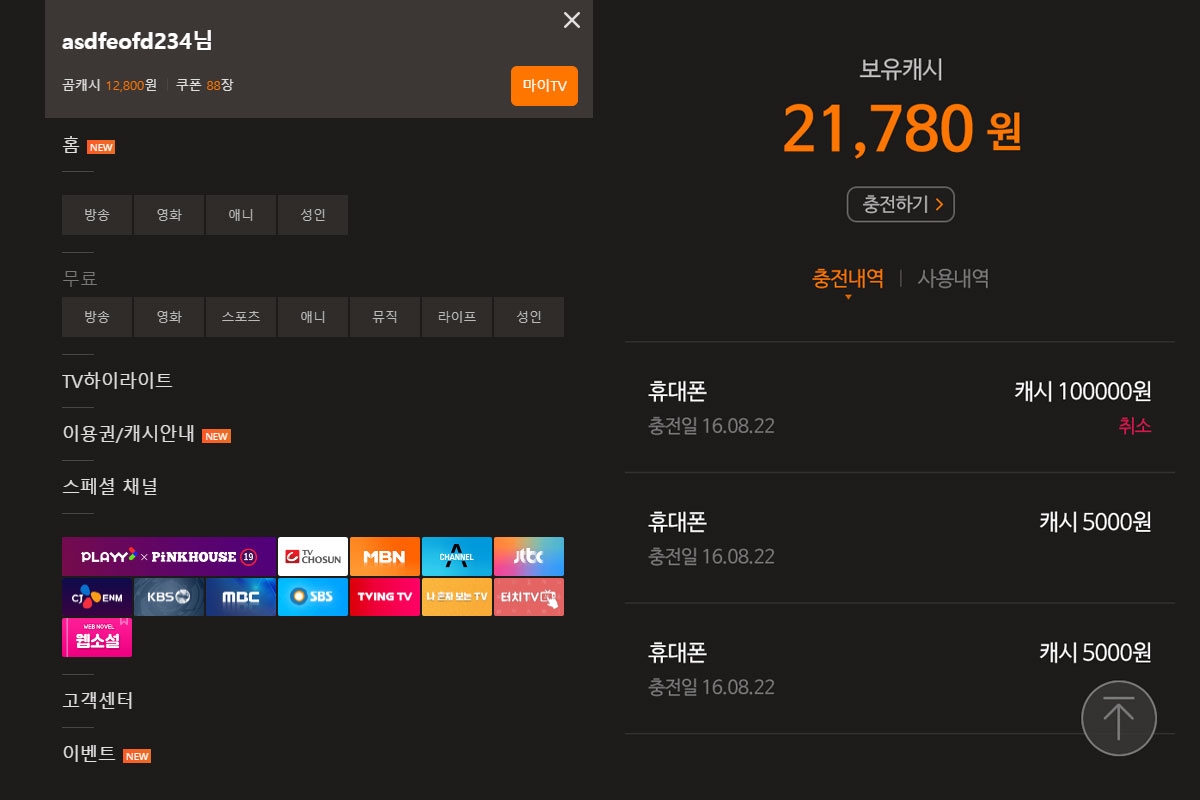 asdfeofd234님
곰캐시 12,800원 쿠폰 88장
마이TV
홈 NEW
방송 영화 애니 성인
무료
방송 영화 스포츠 애니 뮤직 라이프 성인
TV하이라이트
이용권/캐시안내 NEW
스페셜 채널
PLAYY × PiNKHOUSE 19 TV CHOSUN MBN CHANNEL A jtbc
CJ ENM KBS MBC SBS TVING TV 나 혼자 보는 TV 터치TV
WEB NOVEL
웹소설
고객센터
이벤트 NEW
보유캐시
21,780 원
충전하기
충전내역 사용내역
휴대폰 캐시 100000원
충전일 16.08.22 취소
휴대폰 캐시 5000원
충전일 16.08.22
휴대폰 캐시 5000원
충전일 16.08.22